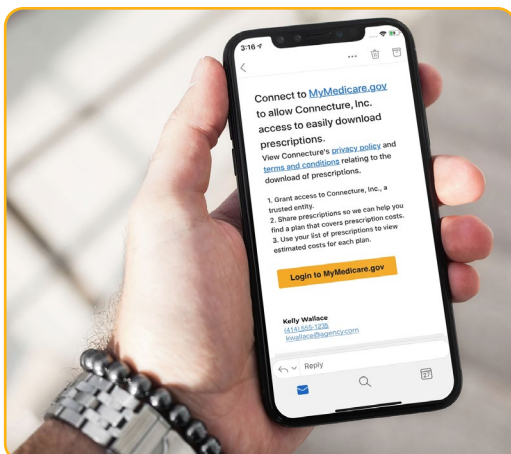 3:16
Connect to MyMedicare.gov
to allow Connecture, Inc.
access to easily download
prescriptions.
View Connecture's privacy policy and
terms and conditions relating to the
download of prescriptions.
1. Grant access to Connecture, Inc., a
trusted entity.
2. Share prescriptions so we can help you
find a plan that covers prescription costs.
3. Use your list of prescriptions to view
estimated costs for each plan.
Login to MyMedicare.gov
Kelly Wallace
(414) 555-1235
kwallace@agency.com
Reply
27